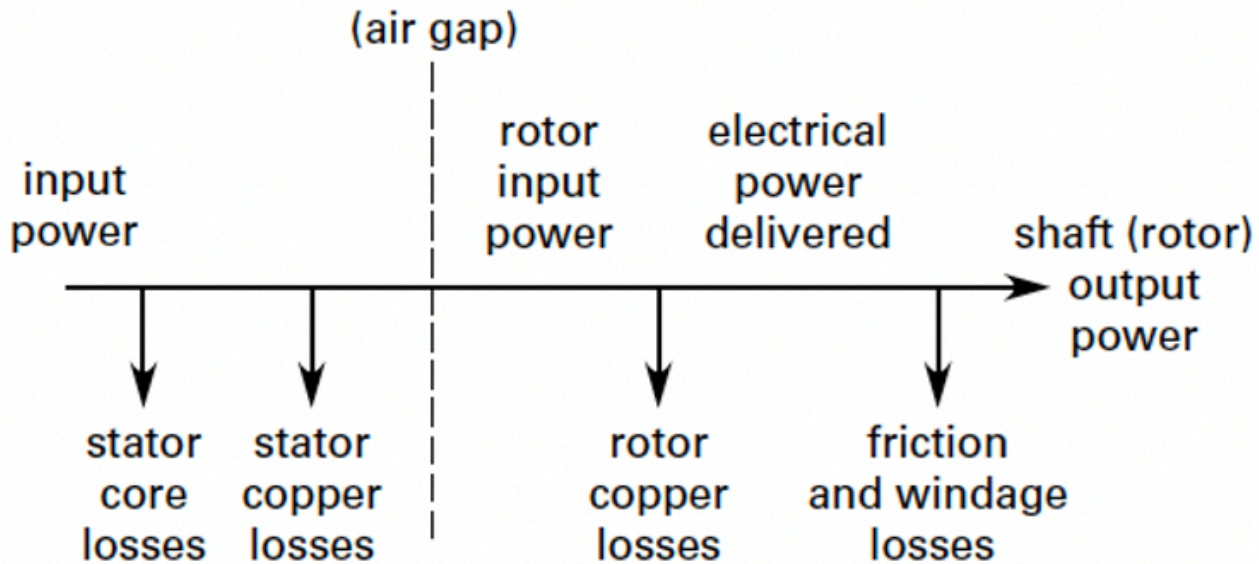 (air gap)
input
power
rotor
input
power
electrical
power
delivered
shaft (rotor)
output
power
stator
core
losses
stator
copper
losses
rotor
copper
losses
friction
and windage
losses